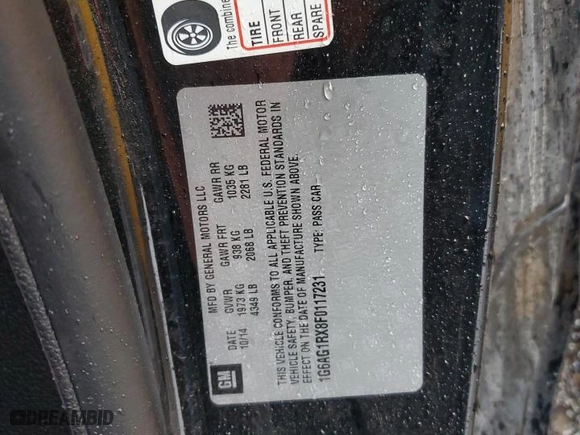 The combine
TIRE
FRONT
REAR
SPARE
GM
MFD BY GENERAL MOTORS LLC
10/14 GVWR GAWR FRT GAWR RR
1973 KG 938 KG 1035 KG
4349 LB 2068 LB 2281 LB
THIS VEHICLE CONFORMS TO ALL APPLICABLE U.S. FEDERAL MOTOR
VEHICLE SAFETY, BUMPER, AND THEFT PREVENTION STANDARDS IN
EFFECT ON THE DATE OF MANUFACTURE SHOWN ABOVE.
1G6AG1RX8F0117231 TYPE: PASS CAR
DREAMBID